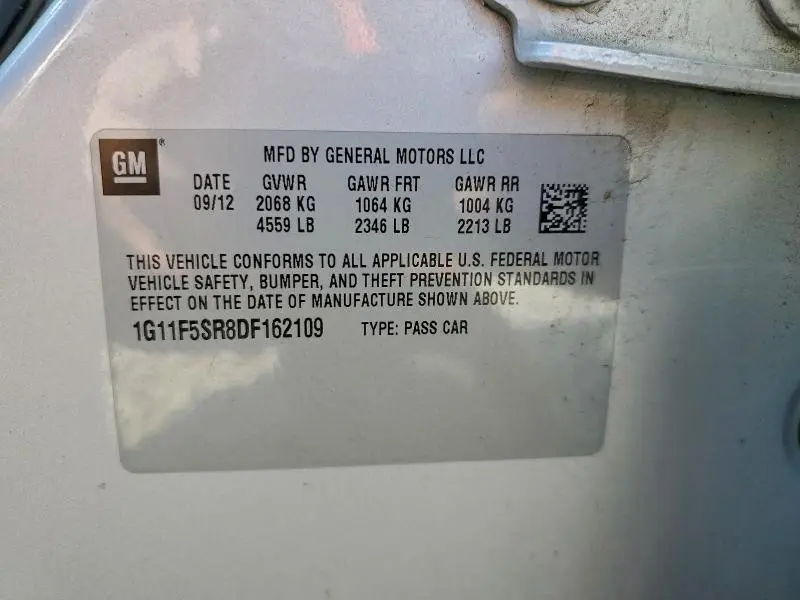 GM®
MFD BY GENERAL MOTORS LLC
DATE GVWR GAWR FRT GAWR RR
09/12 2068 KG 1064 KG 1004 KG
4559 LB 2346 LB 2213 LB
THIS VEHICLE CONFORMS TO ALL APPLICABLE U.S. FEDERAL MOTOR
VEHICLE SAFETY, BUMPER, AND THEFT PREVENTION STANDARDS IN
EFFECT ON THE DATE OF MANUFACTURE SHOWN ABOVE.
1G11F5SR8DF162109 TYPE: PASS CAR